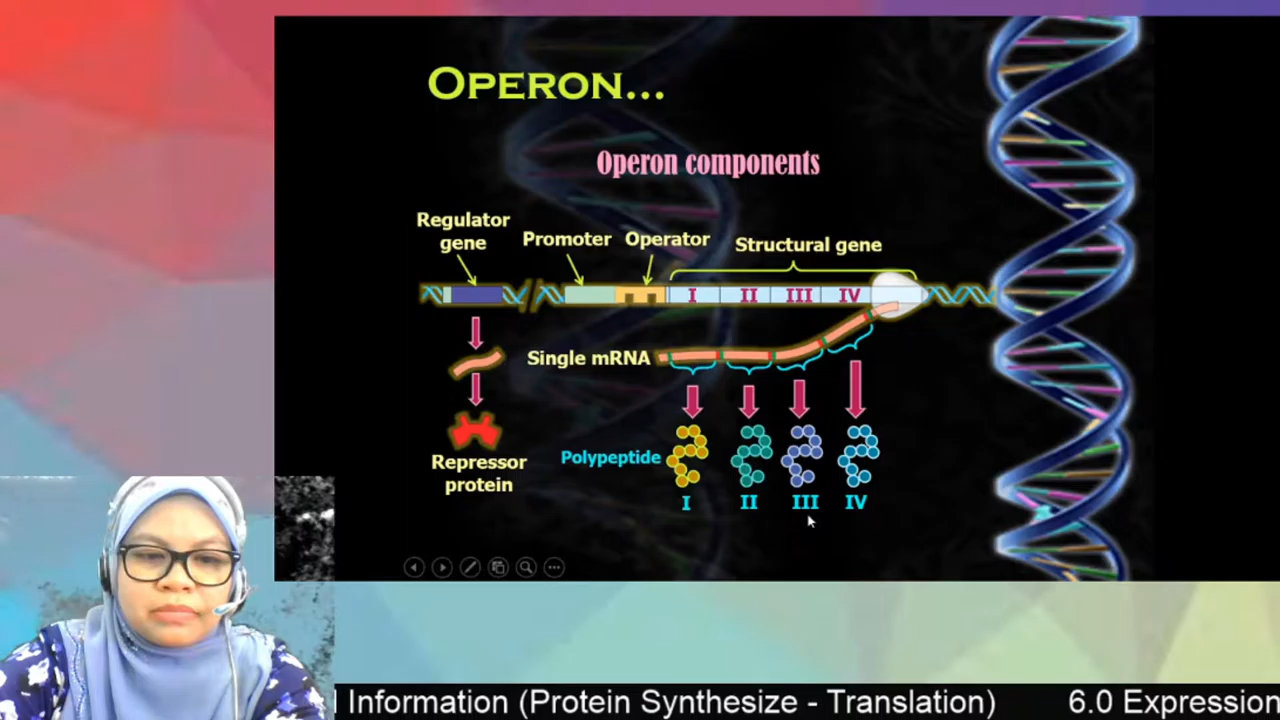 OPERON...
Operon components
Regulator
gene
Promoter
Operator
Structural gene
I II III IV
Single mRNA
Polypeptide
Repressor
protein
I II III IV
Information (Protein Synthesize - Translation) 6.0 Expression